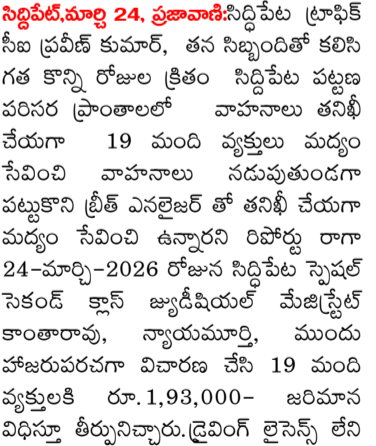 సిద్దిపేట్,మార్చి 24, ప్రజావాణి:సిద్ధిపేట ట్రాఫిక్
సీఐ ప్రవీణ్ కుమార్, తన సిబ్బందితో కలిసి
గత కొన్ని రోజుల క్రితం సిద్దిపేట పట్టణ
పరిసర ప్రాంతాలలో వాహనాలు తనిఖీ
చేయగా 19 మంది వ్యక్తులు మద్యం
సేవించి వాహనాలు నడుపుతుండగా
పట్టుకొని బ్రీత్ ఎనలైజర్ తో తనిఖీ చేయగా
మద్యం సేవించి ఉన్నారని రిపోర్టు రాగా
24-మార్చి-2026 రోజున సిద్దిపేట స్పెషల్
సెకండ్ క్లాస్ జ్యుడీషియల్ మేజిస్ట్రేట్
కాంతారావు, న్యాయమూర్తి, ముందు
హాజరుపరచగా విచారణ చేసి 19 మంది
వ్యక్తులకి రూ.1,93,000- జరిమాన
విధిస్తూ తీర్పునిచ్చారు.డ్రైవింగ్ లైసెన్స్ లేని